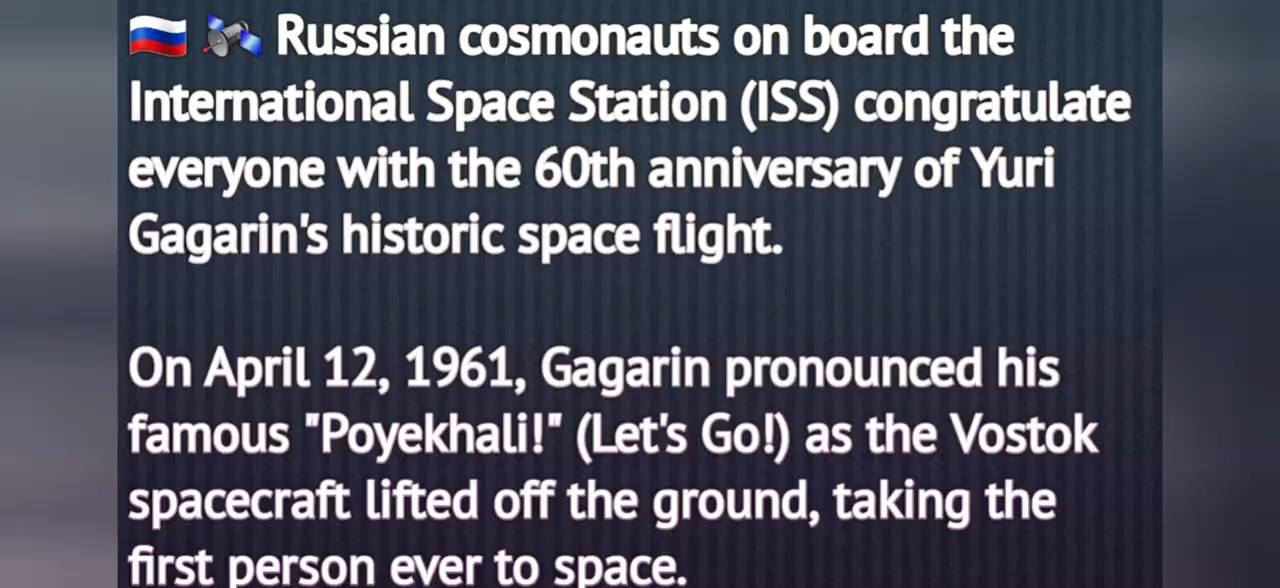 🇷🇺 🛰 Russian cosmonauts on board the
International Space Station (ISS) congratulate
everyone with the 60th anniversary of Yuri
Gagarin's historic space flight.
On April 12, 1961, Gagarin pronounced his
famous "Poyekhali!" (Let's Go!) as the Vostok
spacecraft lifted off the ground, taking the
first person ever to space.